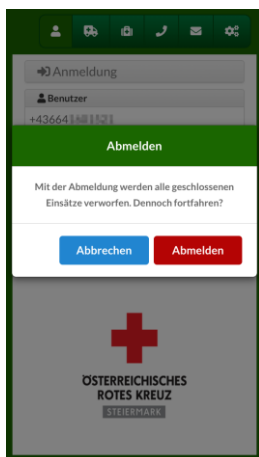 Anmeldung
Benutzer
+43664
Abmelden
Mit der Abmeldung werden alle geschlossenen
Einsätze verworfen. Dennoch fortfahren?
Abbrechen Abmelden
ÖSTERREICHISCHES
ROTES KREUZ
STEIERMARK